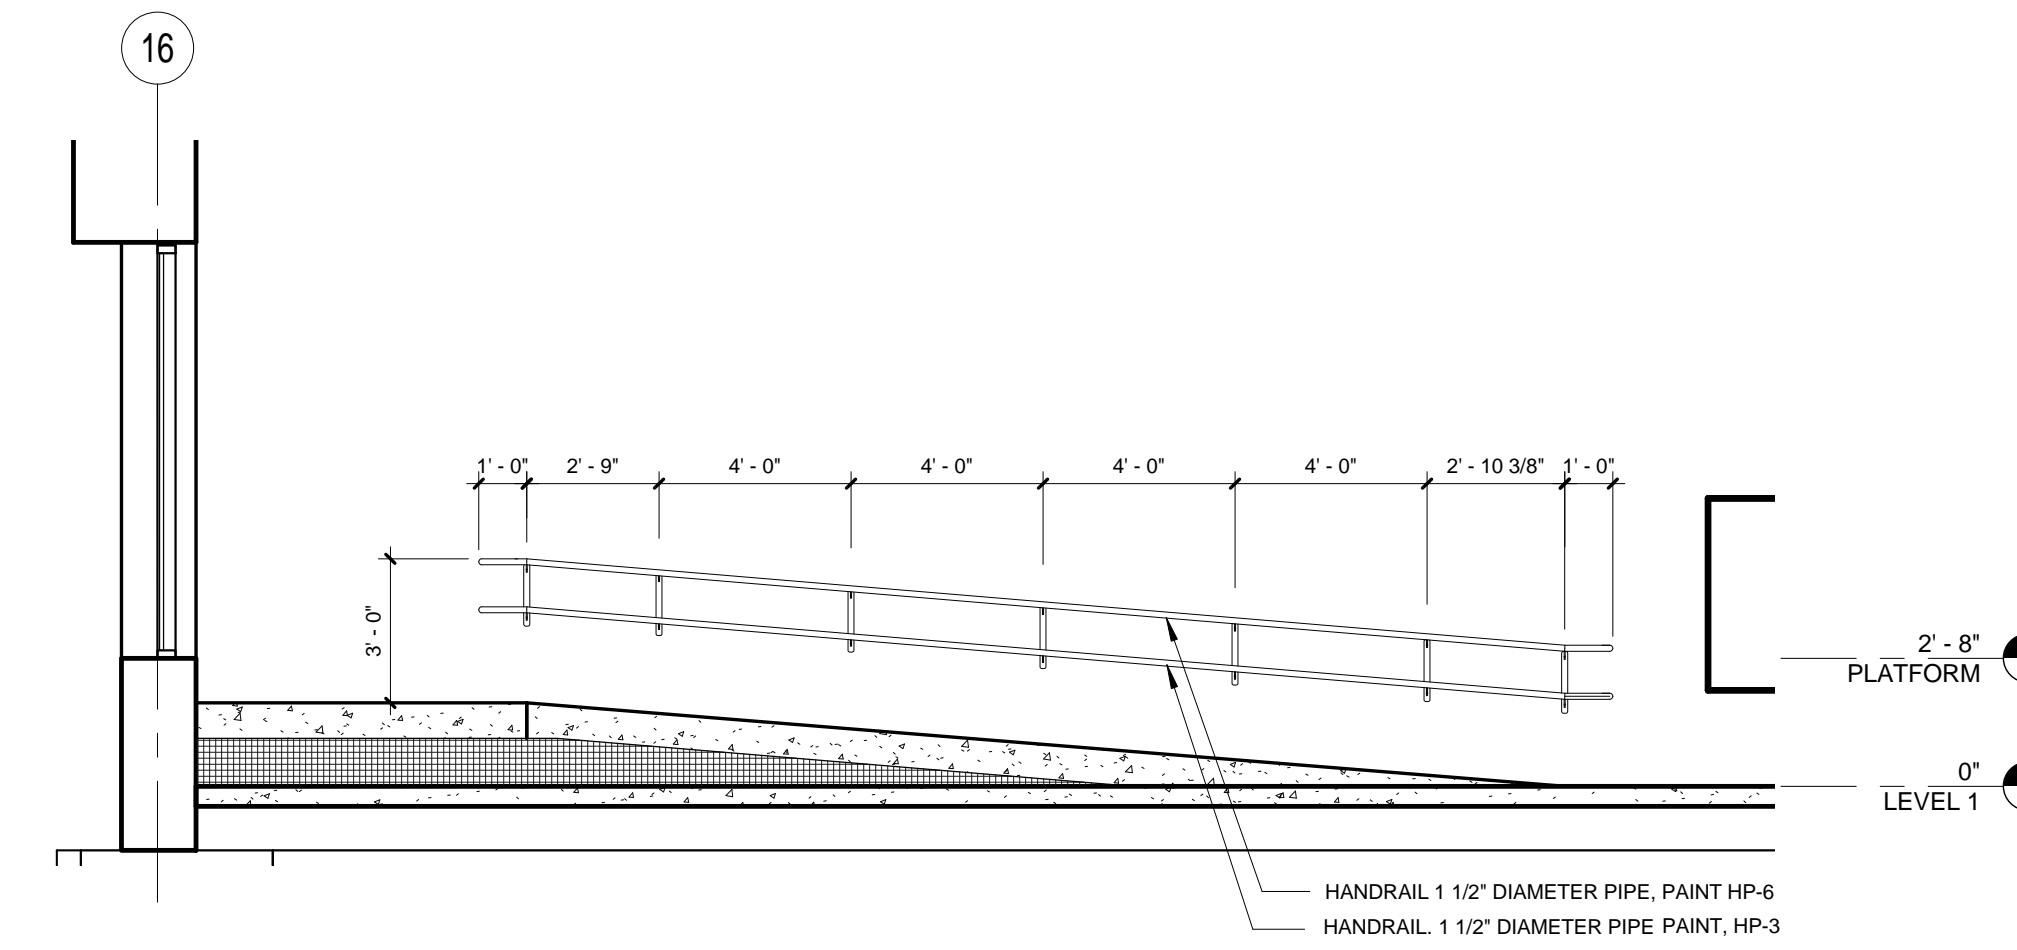 16
1' - 0"
2' - 9"
4' - 0"
4' - 0"
4' - 0"
4' - 0"
2' - 10 3/8"
1' - 0"
3' - 0"
2' - 8"
PLATFORM
0"
LEVEL 1
HANDRAIL 1 1/2" DIAMETER PIPE, PAINT HP-6
HANDRAIL. 1 1/2" DIAMETER PIPE PAINT, HP-3